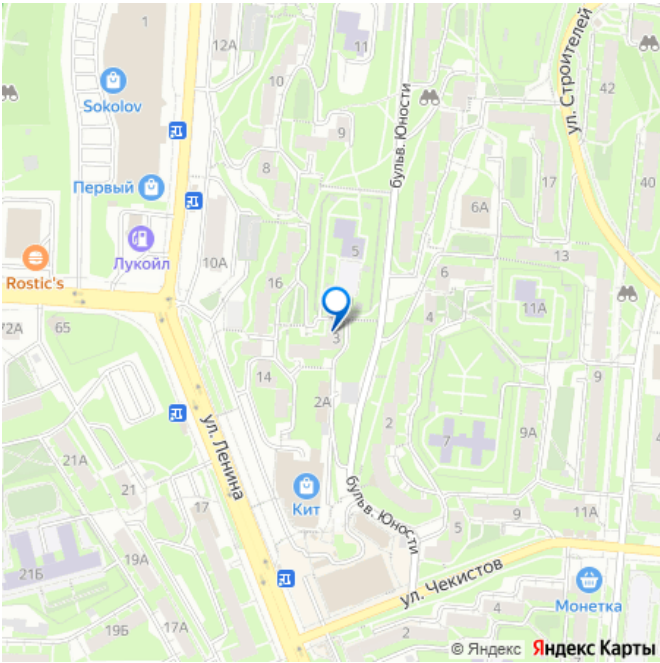 1
12А
11
10
9
8
бульв. Юности
ул. Строителей
42
Sokolov
Первый
17
40
6А
Лукойл
10А
5
13
Rostic's
16
6
11А
72А
65
3
4
9
14
2А
2
ул. Ленина
7
9А
4
21А
21
17
Кит
бульв. Юности
5
9
11А
19А
21Б
ул. Чекистов
Монетка
19Б
17А
2
4
© Яндекс Яндекс Карты